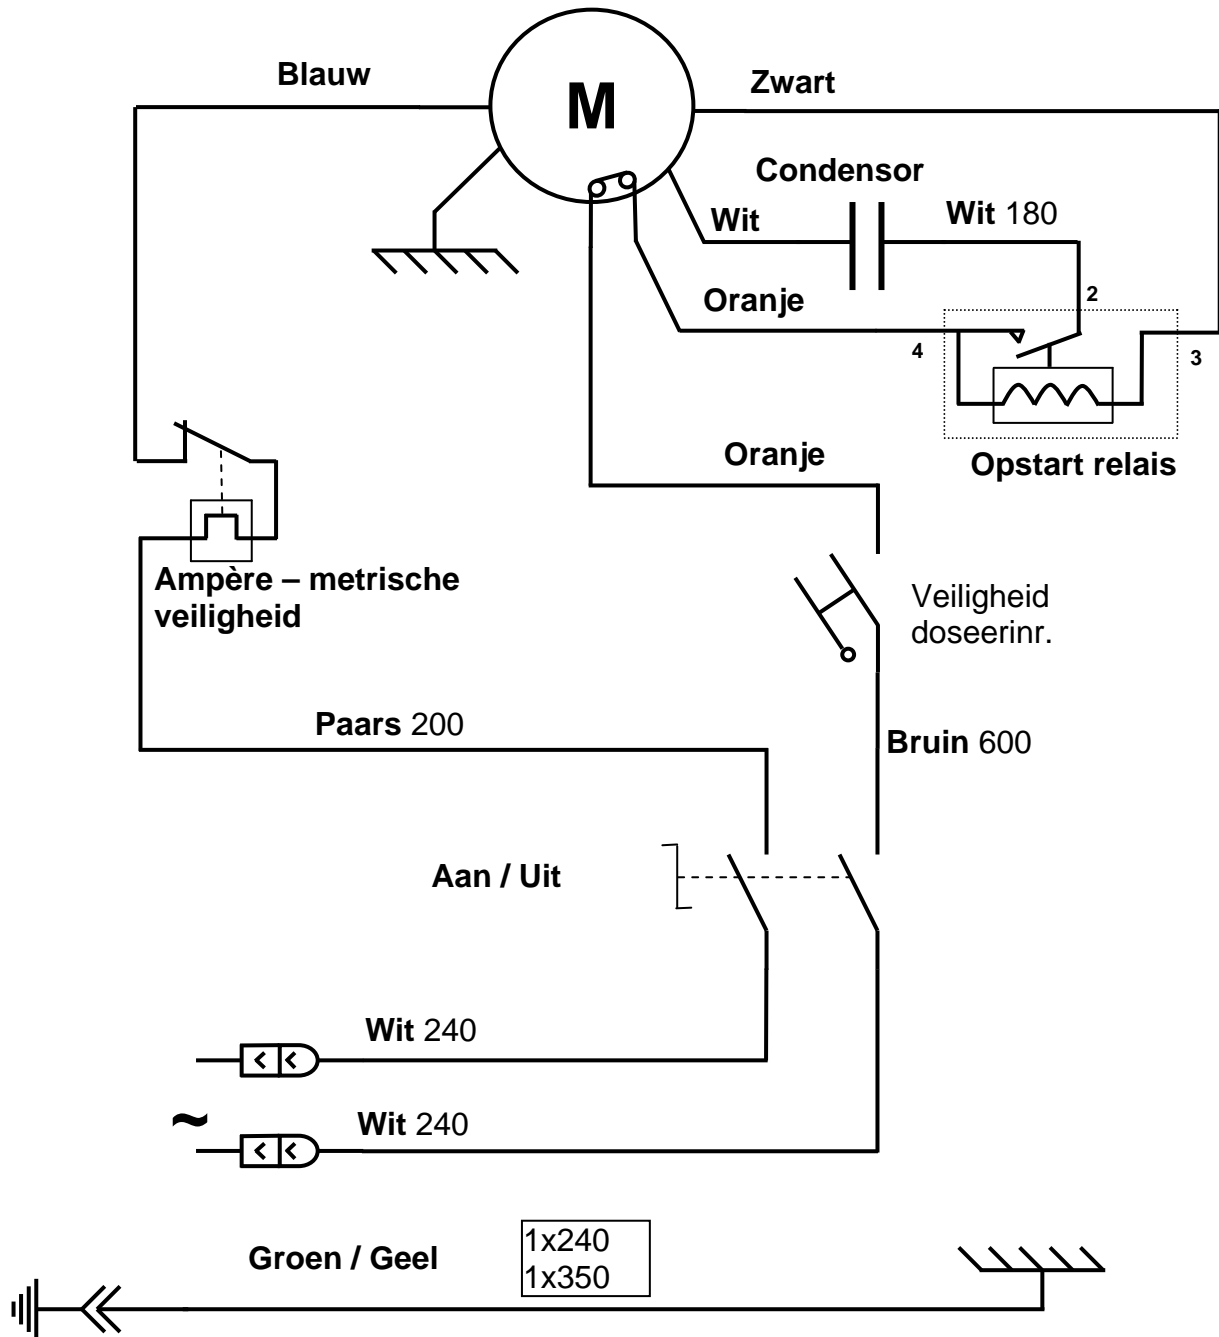 Blauw
M
Zwart
Condensor
Wit
Wit 180
Oranje
2
4
3
Opstart relais
Oranje
Ampère – metrische
veiligheid
Veiligheid
doseerinr.
Paars 200
Bruin 600
Aan / Uit
Wit 240
~
Wit 240
Groen / Geel
1x240
1x350